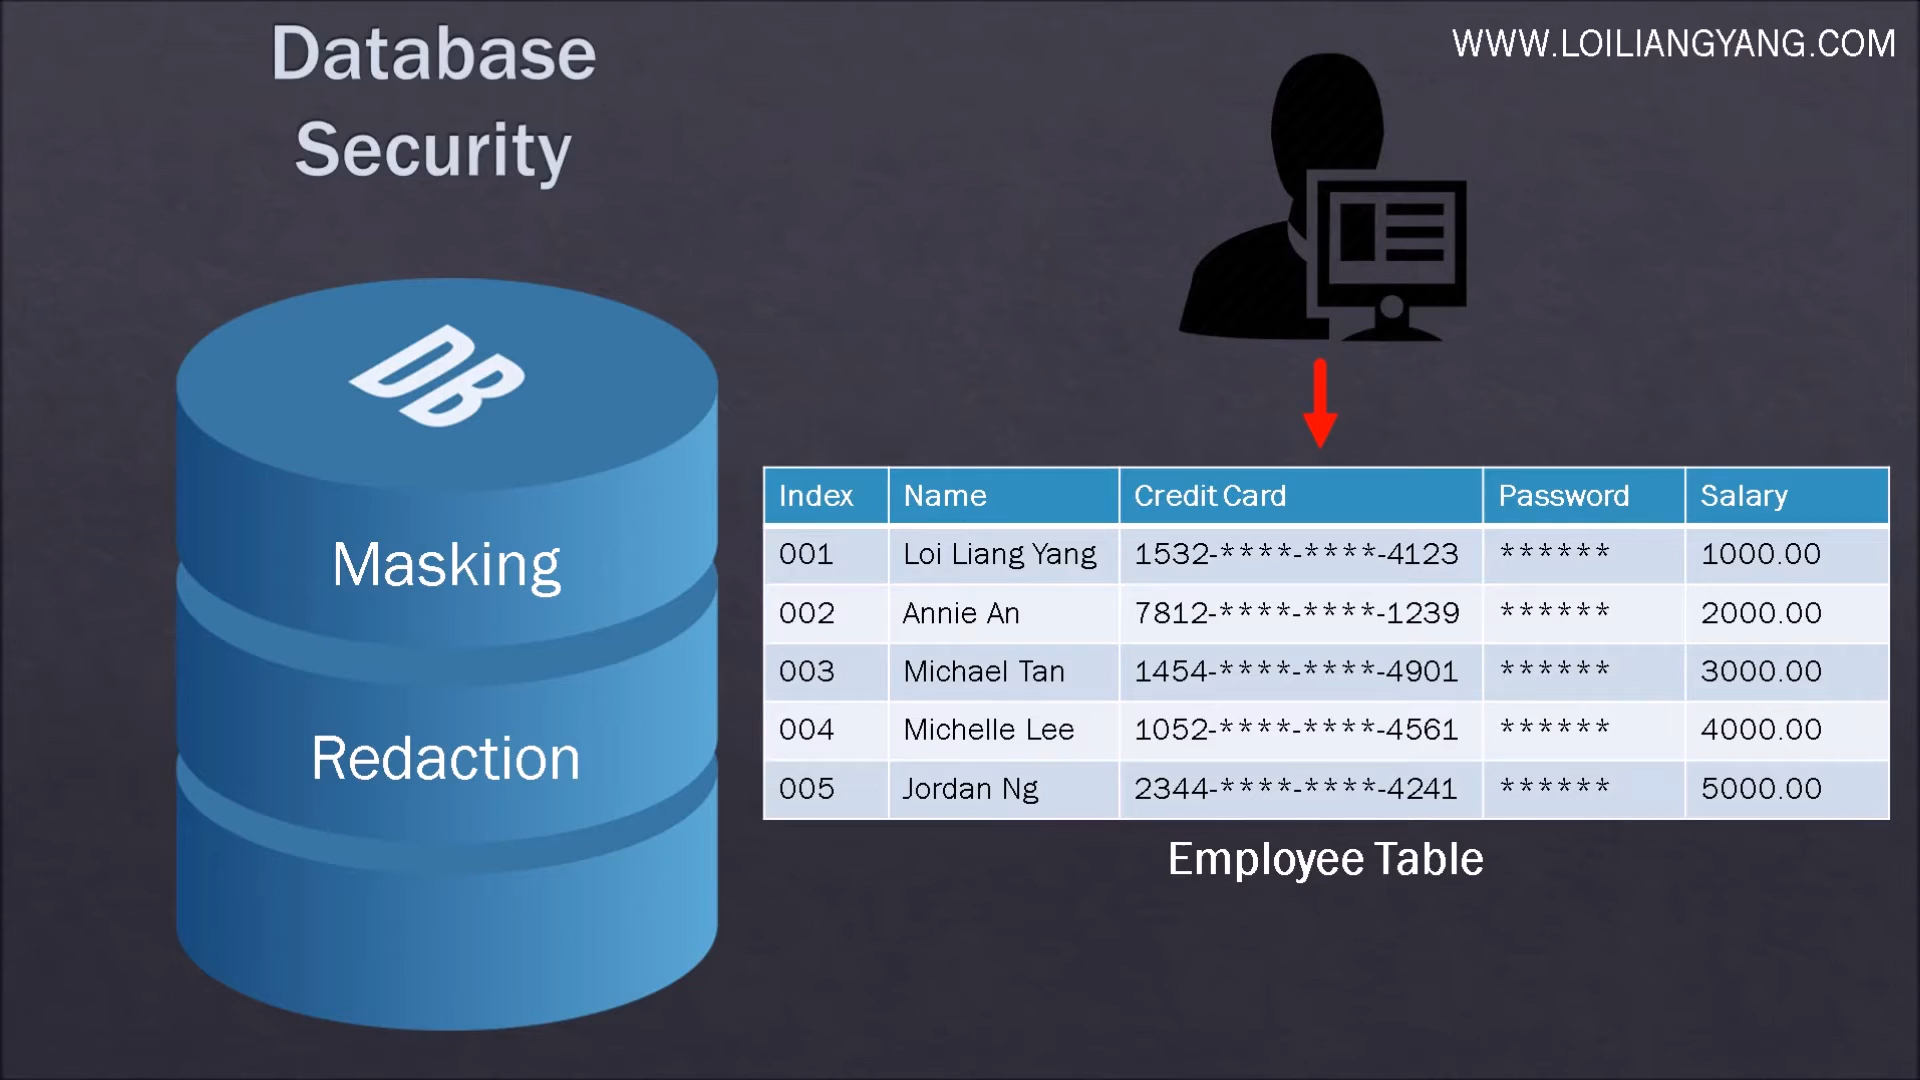 Database
Security
WWW.LOILIANGYANG.COM
DB
Masking
Redaction
Index Name Credit Card Password Salary
001 Loi Liang Yang 1532-****-****-4123 ****** 1000.00
002 Annie An 7812-****-****-1239 ****** 2000.00
003 Michael Tan 1454-****-****-4901 ****** 3000.00
004 Michelle Lee 1052-****-****-4561 ****** 4000.00
005 Jordan Ng 2344-****-****-4241 ****** 5000.00
Employee Table